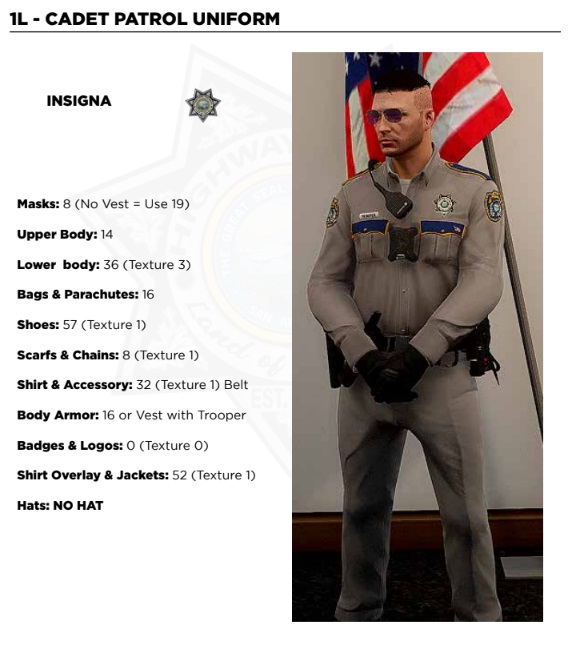 1L - CADET PATROL UNIFORM
INSIGNA
Masks: 8 (No Vest = Use 19)
Upper Body: 14
Lower body: 36 (Texture 3)
Bags & Parachutes: 16
Shoes: 57 (Texture 1)
Scarfs & Chains: 8 (Texture 1)
Shirt & Accessory: 32 (Texture 1) Belt
Body Armor: 16 or Vest with Trooper
Badges & Logos: 0 (Texture 0)
Shirt Overlay & Jackets: 52 (Texture 1)
Hats: NO HAT